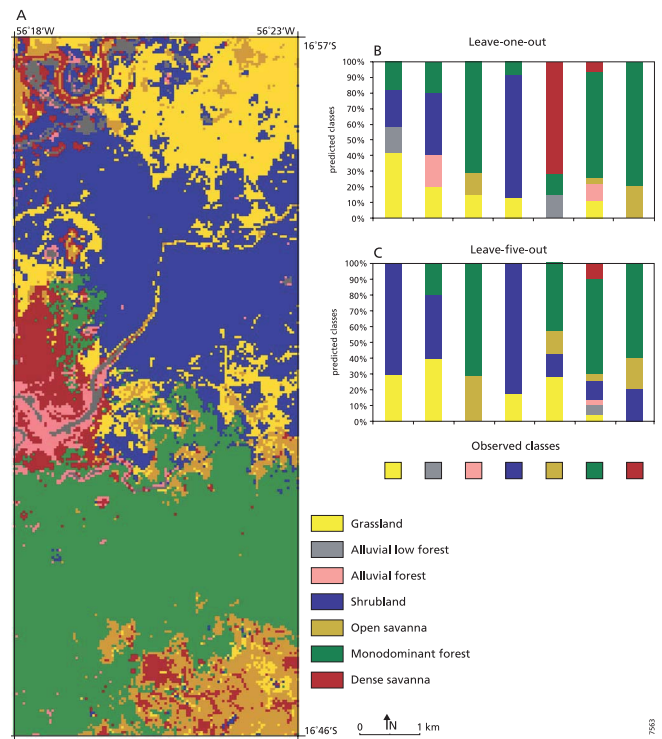 A
56°18'W
56°23'W
16°57'S
16°46'S
B
Leave-one-out
100%
90%
80%
70%
60%
50%
40%
30%
20%
10%
0%
predicted classes
C
Leave-five-out
100%
90%
80%
70%
60%
50%
40%
30%
20%
10%
0%
predicted classes
Observed classes
Grassland
Alluvial low forest
Alluvial forest
Shrubland
Open savanna
Monodominant forest
Dense savanna
0 N 1 km
7563